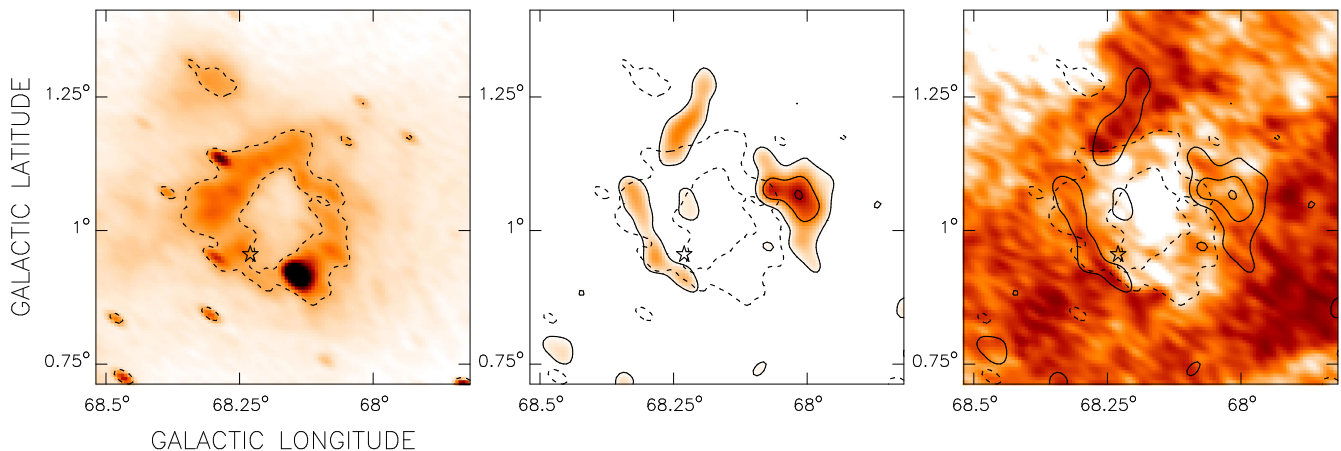 GALACTIC LATITUDE
1.25° 1.25° 1.25°
1° 1° 1°
0.75° 0.75° 0.75°
68.5° 68.25° 68° 68.5° 68.25° 68° 68.5° 68.25° 68°
GALACTIC LONGITUDE